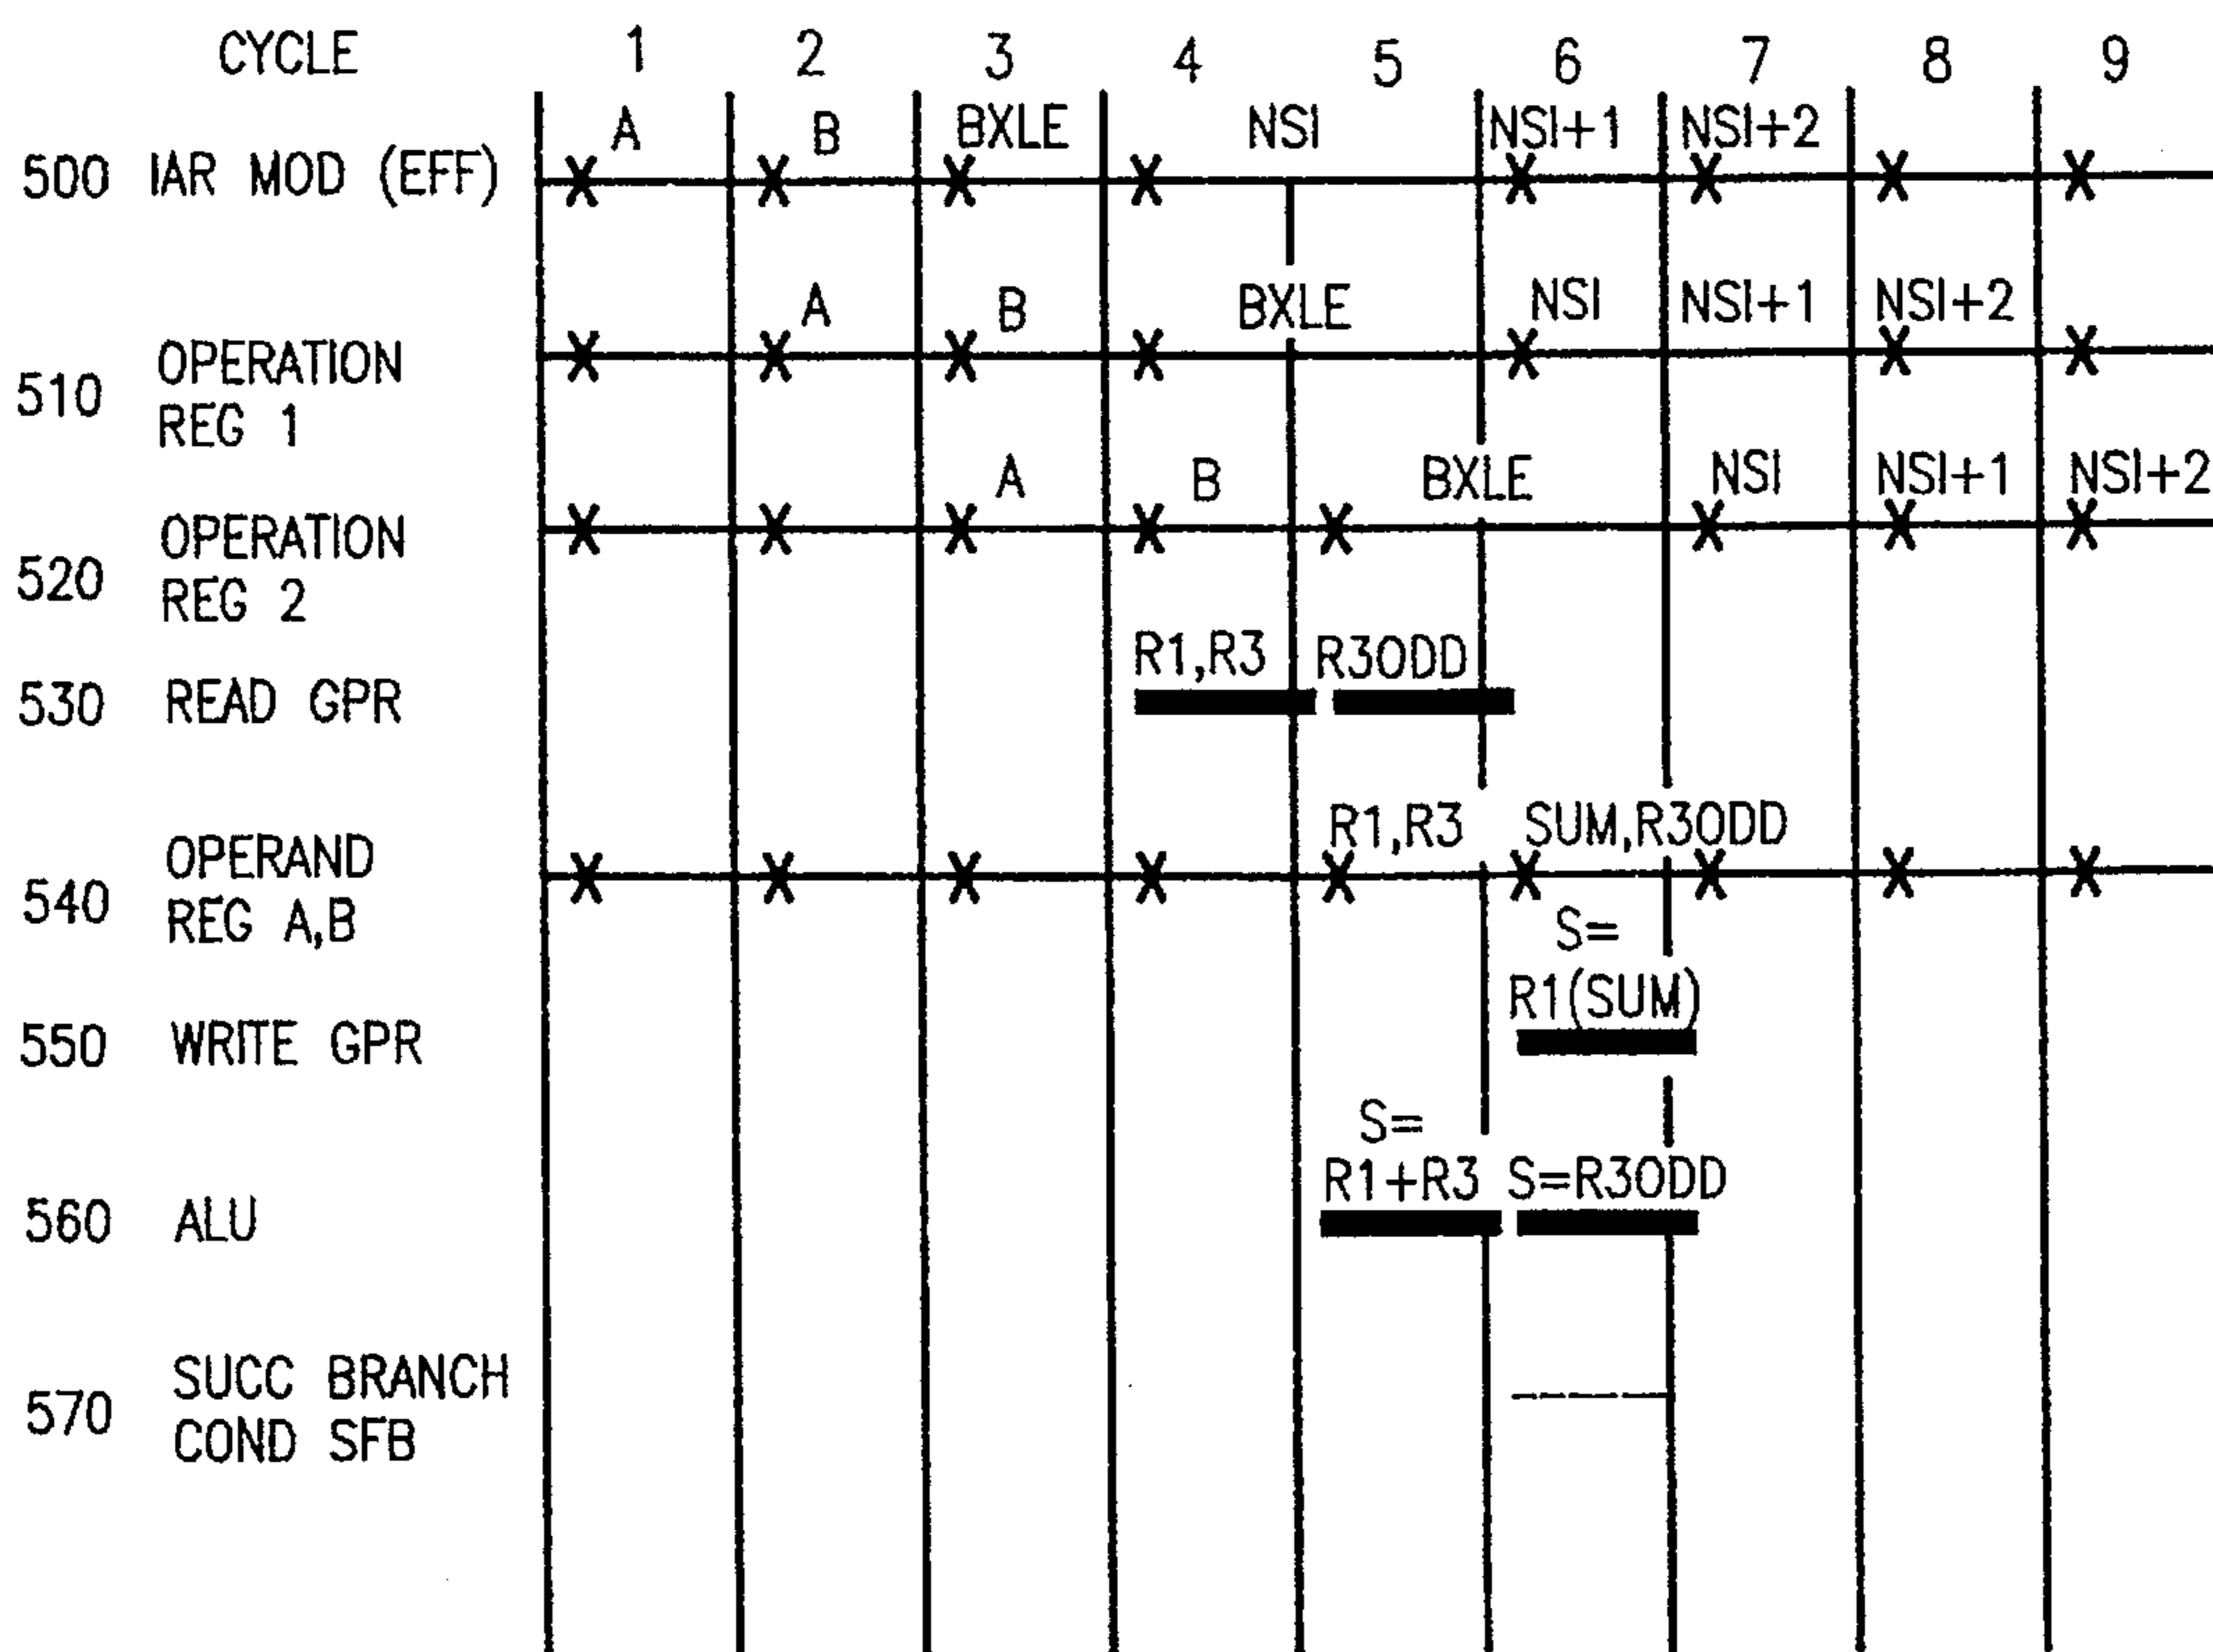 CYCLE 1 2 3 4 5 6 7 8 9
A B BXLE NSI NSI+1 NSI+2
500 IAR MOD (EFF)
A B BXLE NSI NSI+1 NSI+2
510 OPERATION
REG 1
A B BXLE NSI NSI+1 NSI+2
520 OPERATION
REG 2
R1,R3 R3ODD
530 READ GPR
R1,R3 SUM,R3ODD
540 OPERAND
REG A,B
S=
R1(SUM)
550 WRITE GPR
S=
R1+R3 S=R3ODD
560 ALU
570 SUCC BRANCH
COND SFB